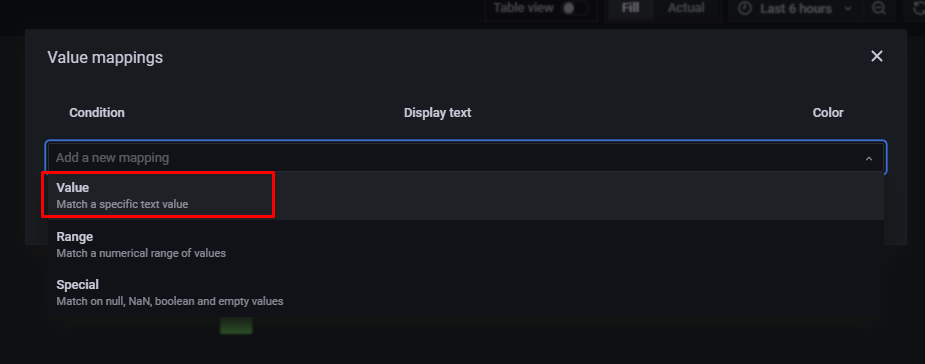 Table view Fill Actual Last 6 hours
Value mappings
Condition Display text Color
Add a new mapping
Value
Match a specific text value
Range
Match a numerical range of values
Special
Match on null, NaN, boolean and empty values